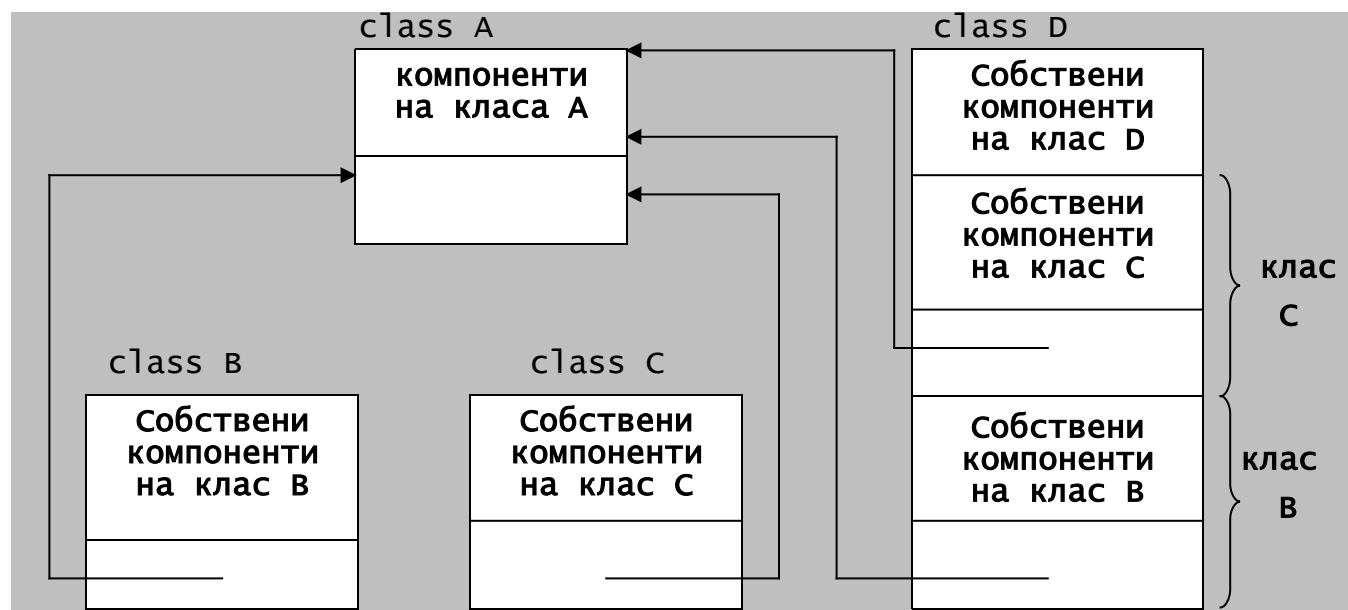 class A
компоненти
на класа A
class D
Собствени
компоненти
на клас D
Собствени
компоненти
на клас C
клас
C
class B
Собствени
компоненти
на клас B
class C
Собствени
компоненти
на клас C
Собствени
компоненти
на клас B
клас
B